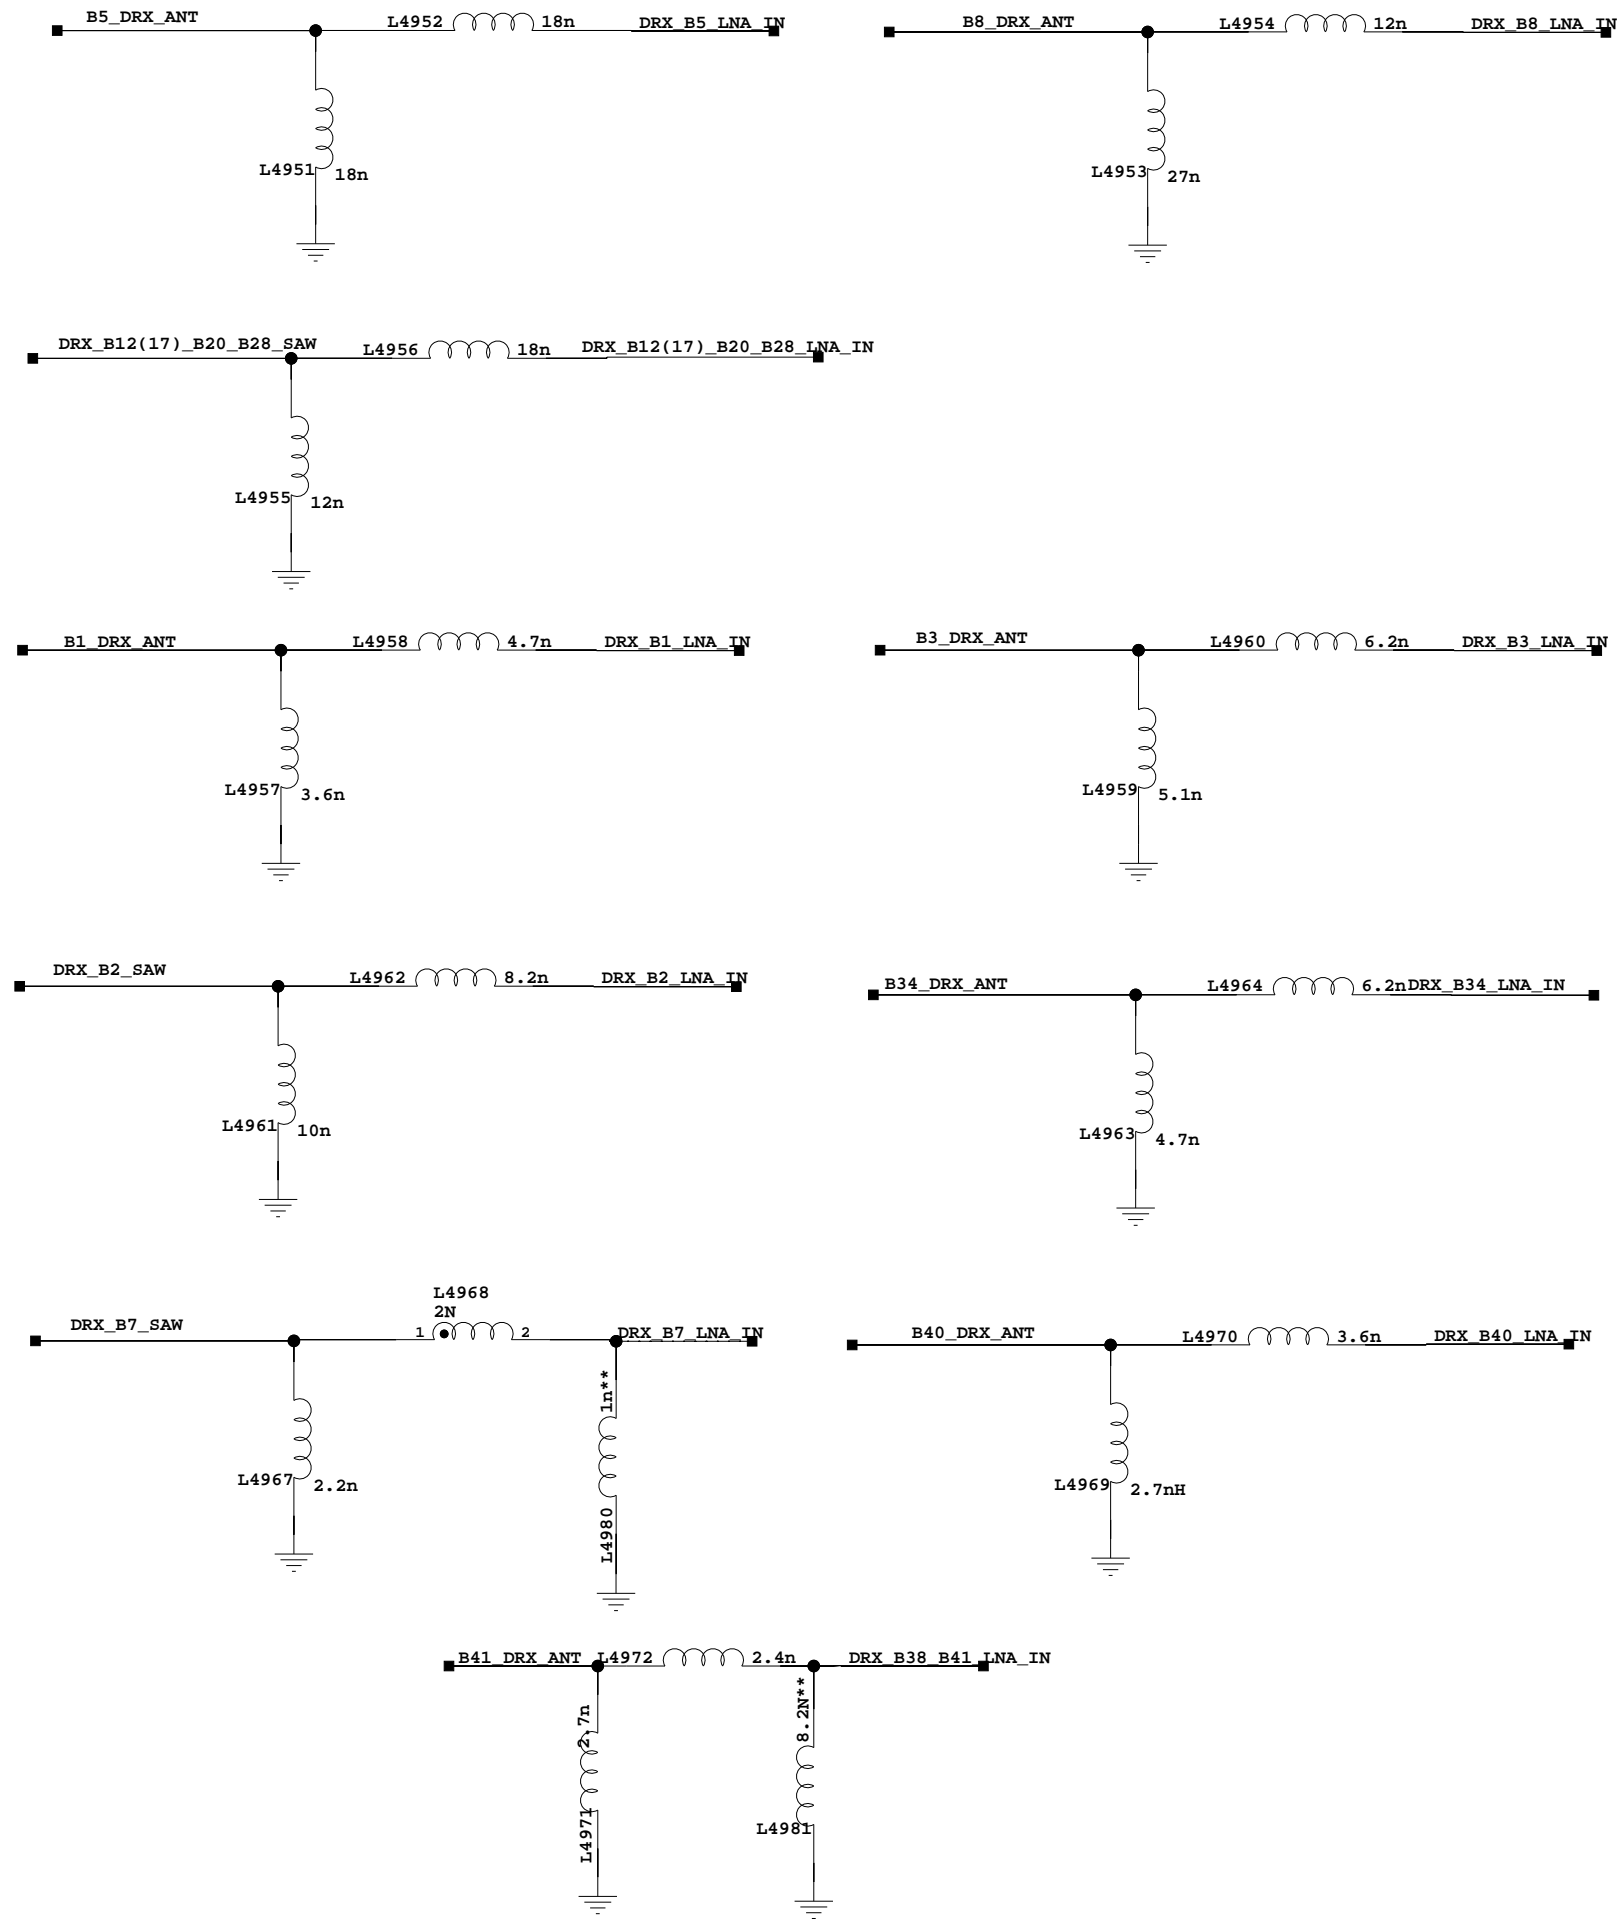 B5_DRX_ANT L4952 18n DRX_B5_LNA_IN
B8_DRX_ANT L4954 12n DRX_B8_LNA_IN
L4951 18n
L4953 27n
DRX_B12(17)_B20_B28_SAW L4956 18n DRX_B12(17)_B20_B28_LNA_IN
L4955 12n
B1_DRX_ANT L4958 4.7n DRX_B1_LNA_IN
B3_DRX_ANT L4960 6.2n DRX_B3_LNA_IN
L4957 3.6n
L4959 5.1n
DRX_B2_SAW L4962 8.2n DRX_B2_LNA_IN
B34_DRX_ANT L4964 6.2n DRX_B34_LNA_IN
L4961 10n
L4963 4.7n
L4968
2N
DRX_B7_SAW 1 2 DRX_B7_LNA_IN
B40_DRX_ANT L4970 3.6n DRX_B40_LNA_IN
1n**
L4967 2.2n
L4980
L4969 2.7nH
B41_DRX_ANT L4972 2.4n DRX_B38_B41_LNA_IN
2.7n
8.2N**
L4971
L4981